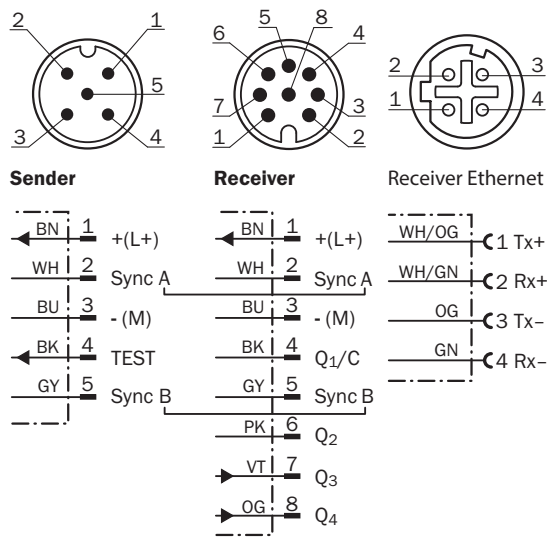 2 1 5 3 4
5 8 6 4 7 3 1 2
2 3 1 4
Sender
BN 1 +(L+)
WH 2 Sync A
BU 3 - (M)
BK 4 TEST
GY 5 Sync B
Receiver
BN 1 +(L+)
WH 2 Sync A
BU 3 - (M)
BK 4 Q1/C
GY 5 Sync B
PK 6 Q2
VT 7 Q3
OG 8 Q4
Receiver Ethernet
WH/OG 1 Tx+
WH/GN 2 Rx+
OG 3 Tx–
GN 4 Rx–